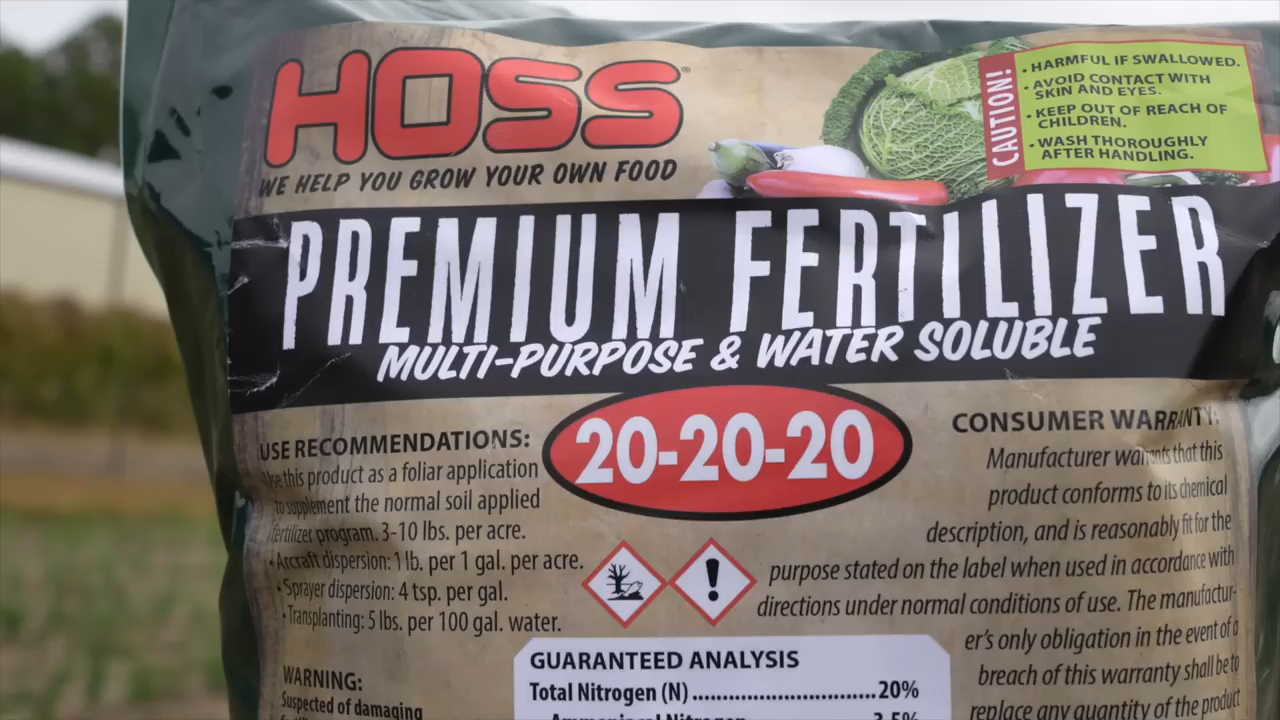 HOSS
WE HELP YOU GROW YOUR OWN FOOD
CAUTION!
• HARMFUL IF SWALLOWED.
• AVOID CONTACT WITH
SKIN AND EYES.
• KEEP OUT OF REACH OF
CHILDREN.
• WASH THOROUGHLY
AFTER HANDLING.
PREMIUM FERTILIZER
MULTI-PURPOSE & WATER SOLUBLE
20-20-20
USE RECOMMENDATIONS:
Use this product as a foliar application
to supplement the normal soil applied
fertilizer program. 3-10 lbs. per acre.
• Arcraft dispersion: 1 lb. per 1 gal. per acre.
• Sprayer dispersion: 4 tsp. per gal.
• Transplanting: 5 lbs. per 100 gal. water.
WARNING:
Suspected of damaging
CONSUMER WARRANTY:
Manufacturer warrants that this
product conforms to its chemical
description, and is reasonably fit for the
purpose stated on the label when used in accordance with
directions under normal conditions of use. The manufactur-
er's only obligation in the event of a
breach of this warranty shall be to
replace any quantity of the product
GUARANTEED ANALYSIS
Total Nitrogen (N)..............................20%
Ammoniacal Nitrogen 3.5%